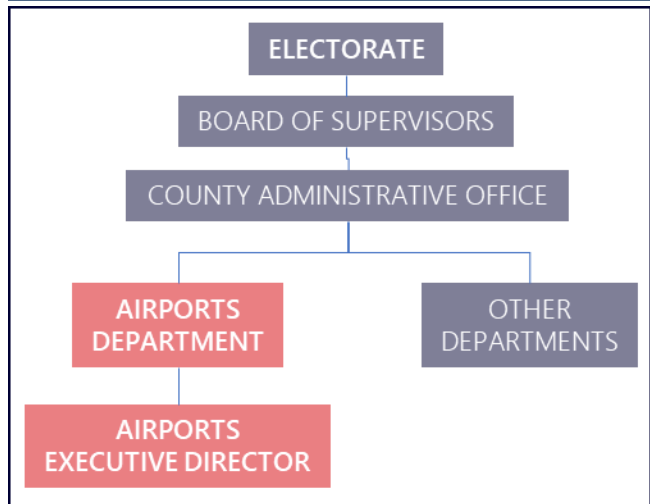 ELECTORATE
BOARD OF SUPERVISORS
COUNTY ADMINISTRATIVE OFFICE
AIRPORTS
DEPARTMENT
OTHER
DEPARTMENTS
AIRPORTS
EXECUTIVE DIRECTOR